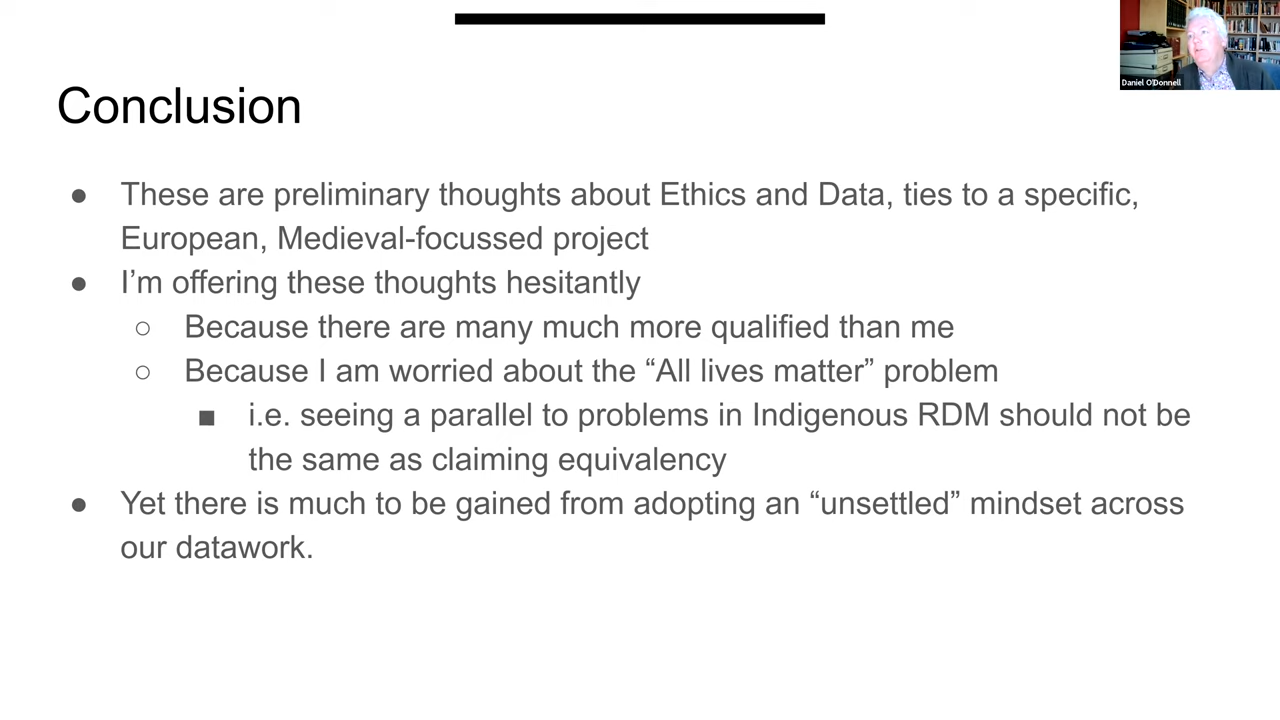 Daniel O'Donnell
Conclusion
● These are preliminary thoughts about Ethics and Data, ties to a specific,
European, Medieval-focussed project
● I’m offering these thoughts hesitantly
○ Because there are many much more qualified than me
○ Because I am worried about the “All lives matter” problem
■ i.e. seeing a parallel to problems in Indigenous RDM should not be
the same as claiming equivalency
● Yet there is much to be gained from adopting an “unsettled” mindset across
our datawork.